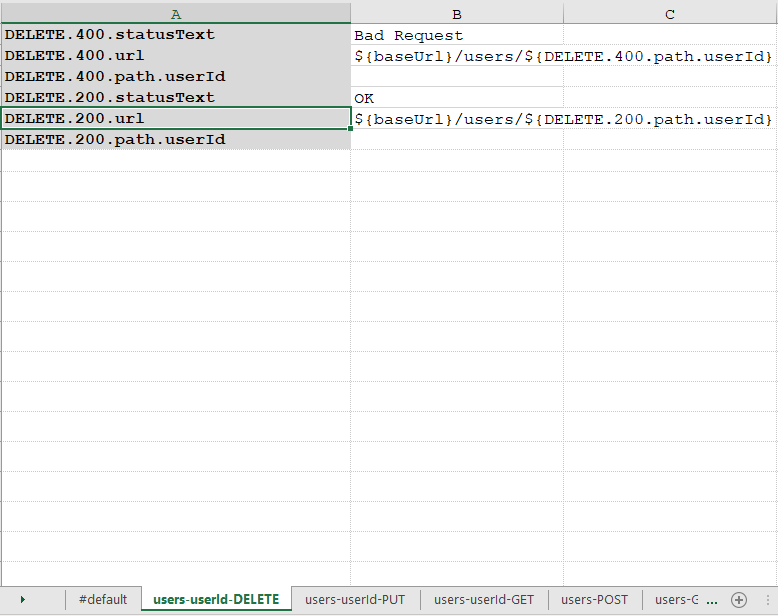 A B C
DELETE.400.statusText Bad Request
DELETE.400.url ${baseUrl}/users/${DELETE.400.path.userId}
DELETE.400.path.userId
DELETE.200.statusText OK
DELETE.200.url ${baseUrl}/users/${DELETE.200.path.userId}
DELETE.200.path.userId
#default users-userId-DELETE users-userId-PUT users-userId-GET users-POST users-G ...